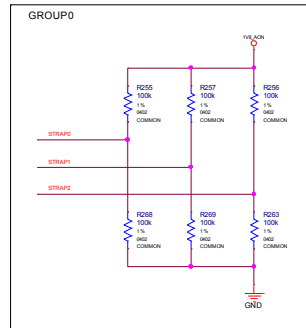 GROUP0
1V8_AON
R255
100k
1%
0402
COMMON
R257
100k
1%
0402
COMMON
R256
100k
1%
0402
COMMON
STRAP0
STRAP1
STRAP2
R268
100k
1%
0402
COMMON
R269
100k
1%
0402
COMMON
R263
100k
1%
0402
COMMON
GND